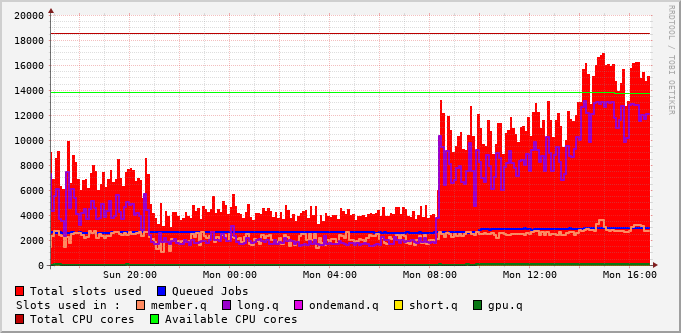 20000
18000
16000
14000
12000
10000
8000
6000
4000
2000
0
Sun 20:00 Mon 00:00 Mon 04:00 Mon 08:00 Mon 12:00 Mon 16:00
RRDTOOL / TOBI OETIKER
Total slots used Queued Jobs
Slots used in : member.q long.q ondemand.q short.q gpu.q
Total CPU cores Available CPU cores